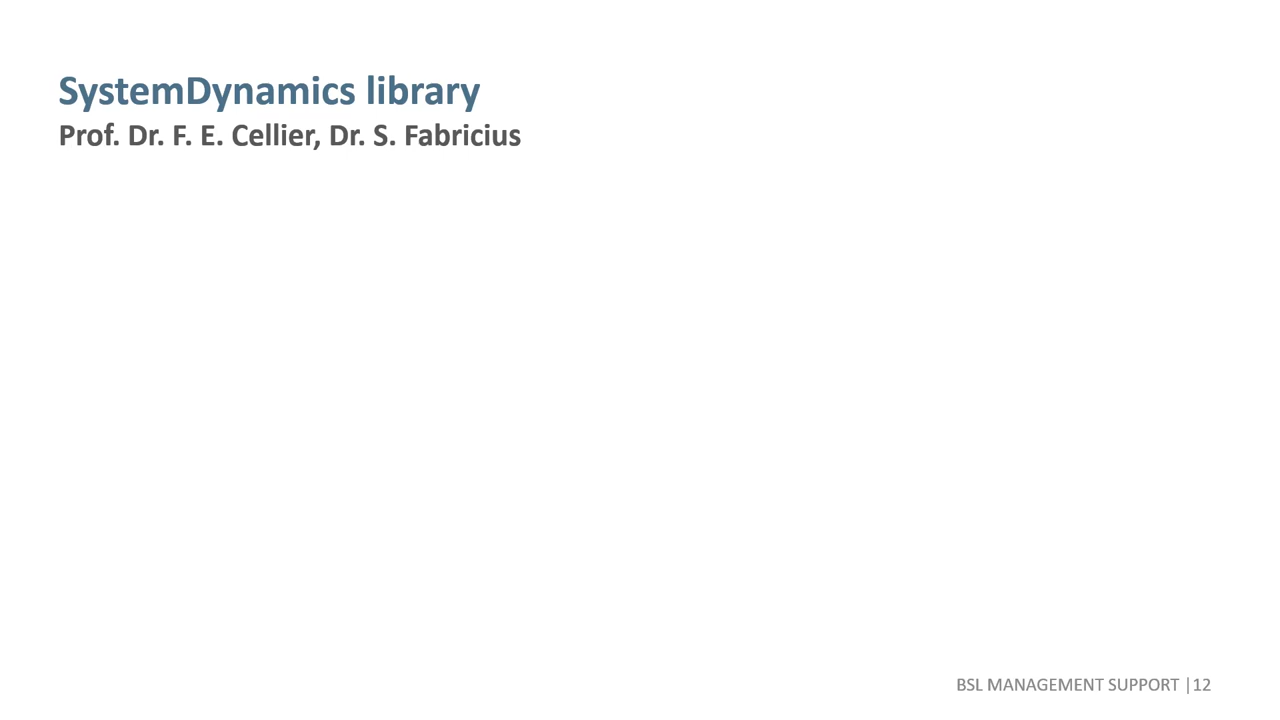 SystemDynamics library
Prof. Dr. F. E. Cellier, Dr. S. Fabricius
BSL MANAGEMENT SUPPORT |12